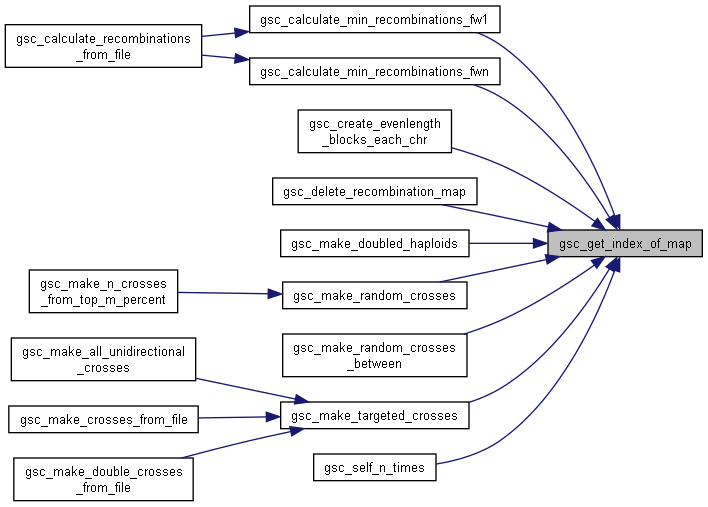 gsc_calculate_min_recombinations_fw1
gsc_calculate_recombinations
_from_file
gsc_calculate_min_recombinations_fwn
gsc_create_evenlength
_blocks_each_chr
gsc_delete_recombination_map
gsc_make_doubled_haploids
gsc_get_index_of_map
gsc_make_n_crosses
_from_top_m_percent
gsc_make_random_crosses
gsc_make_random_crosses
_between
gsc_make_all_unidirectional
_crosses
gsc_make_crosses_from_file
gsc_make_targeted_crosses
gsc_make_double_crosses
_from_file
gsc_self_n_times